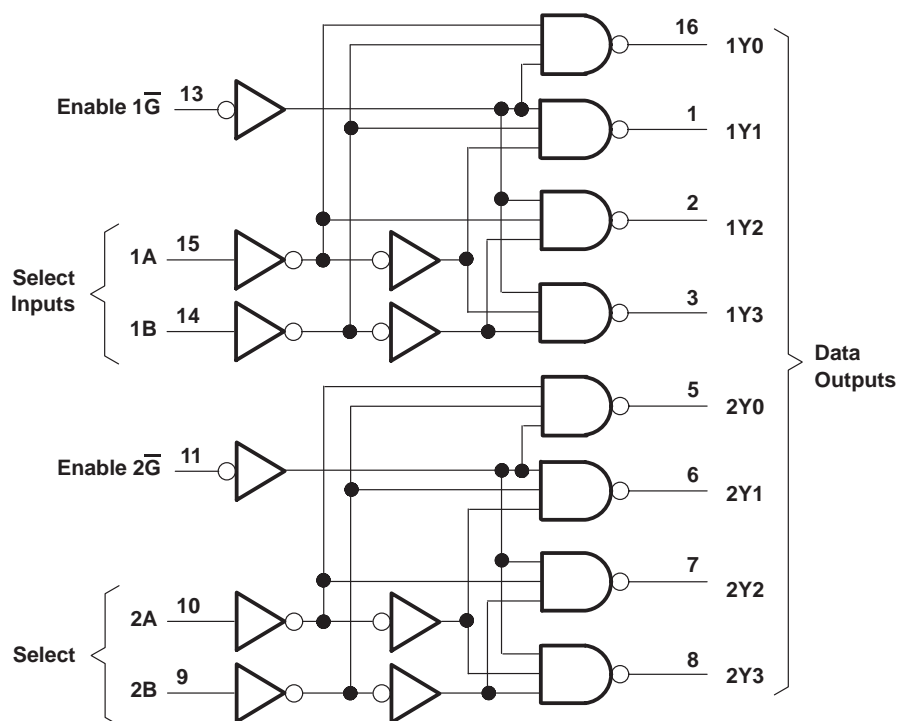 16 1Y0
Enable 1G̅ 13
1 1Y1
2 1Y2
Select
Inputs
1A 15
1B 14
3 1Y3
Data
Outputs
5 2Y0
Enable 2G̅ 11
6 2Y1
7 2Y2
Select
2A 10
2B 9
8 2Y3